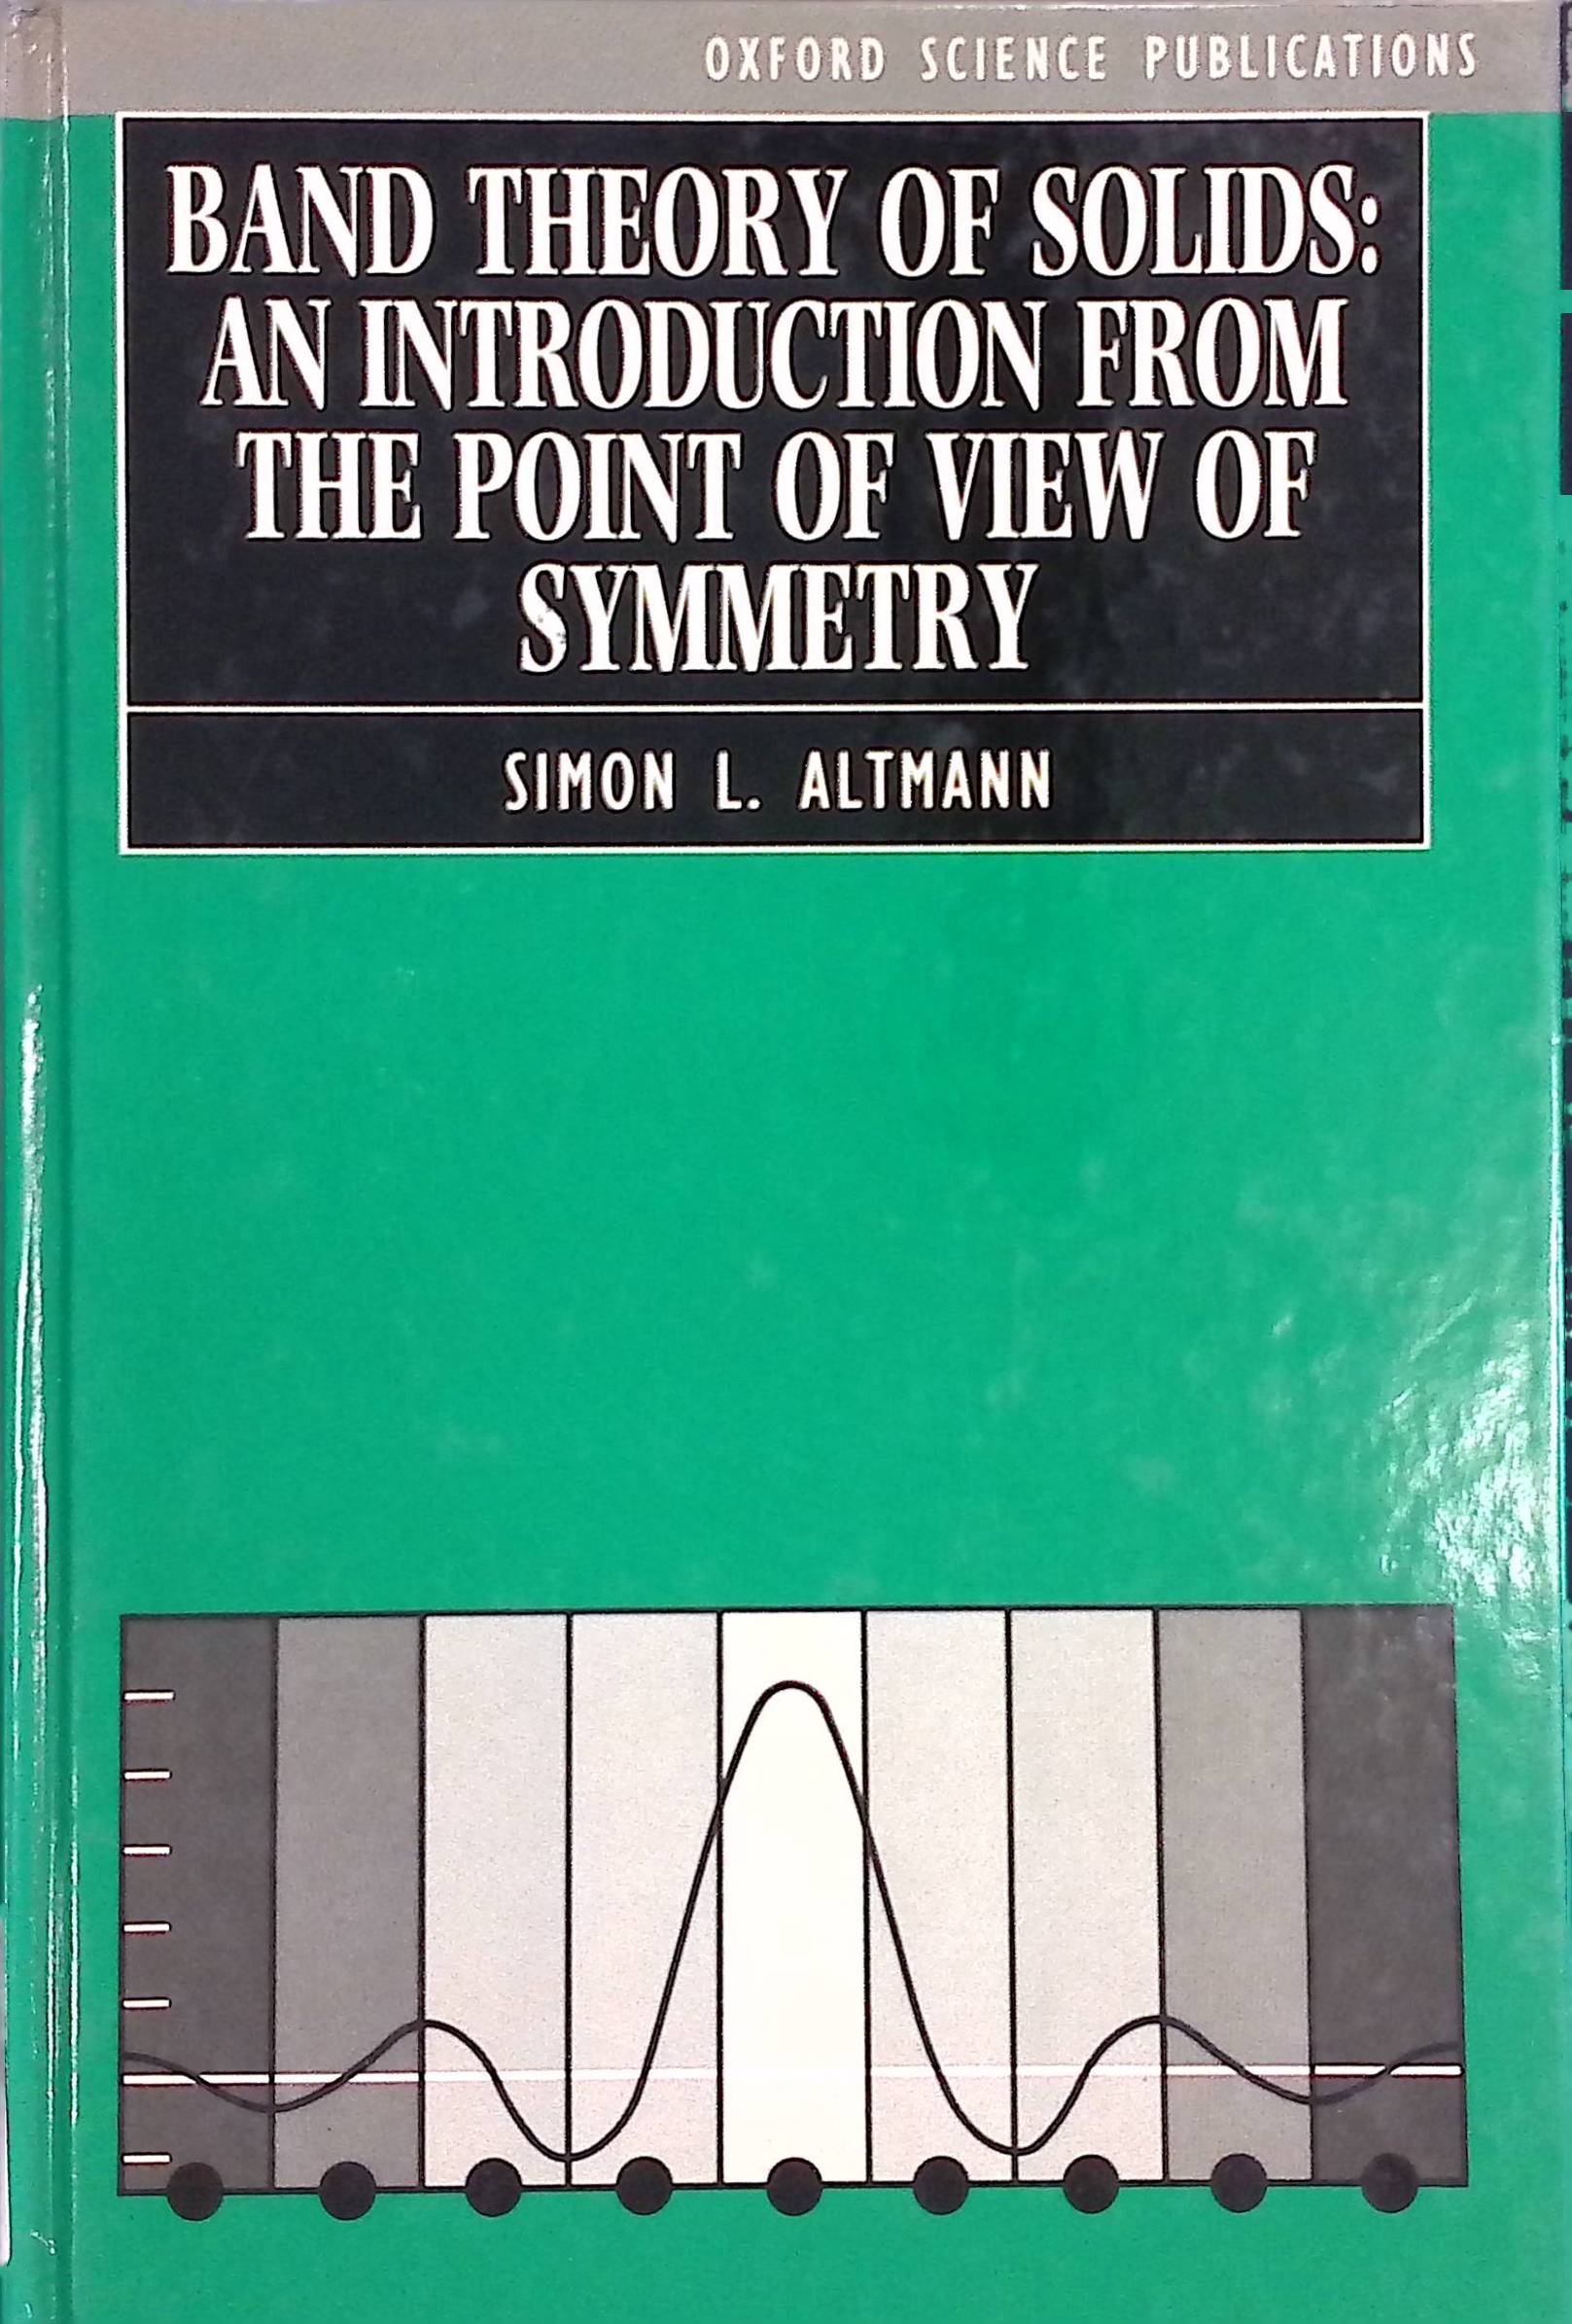 OXFORD SCIENCE PUBLICATIONS
BAND THEORY OF SOLIDS:
AN INTRODUCTION FROM
THE POINT OF VIEW OF
SYMMETRY
SIMON L. ALTMANN